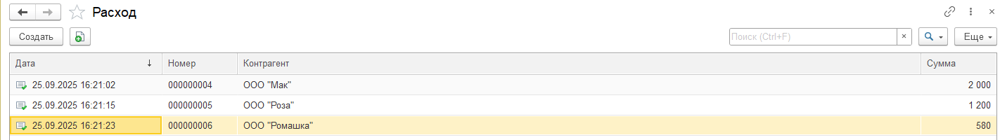 Расход
Создать Поиск (Ctrl+F) × Еще
Дата ↓ Номер Контрагент Сумма
25.09.2025 16:21:02 000000004 ООО "Мак" 2 000
25.09.2025 16:21:15 000000005 ООО "Роза" 1 200
25.09.2025 16:21:23 000000006 ООО "Ромашка" 580